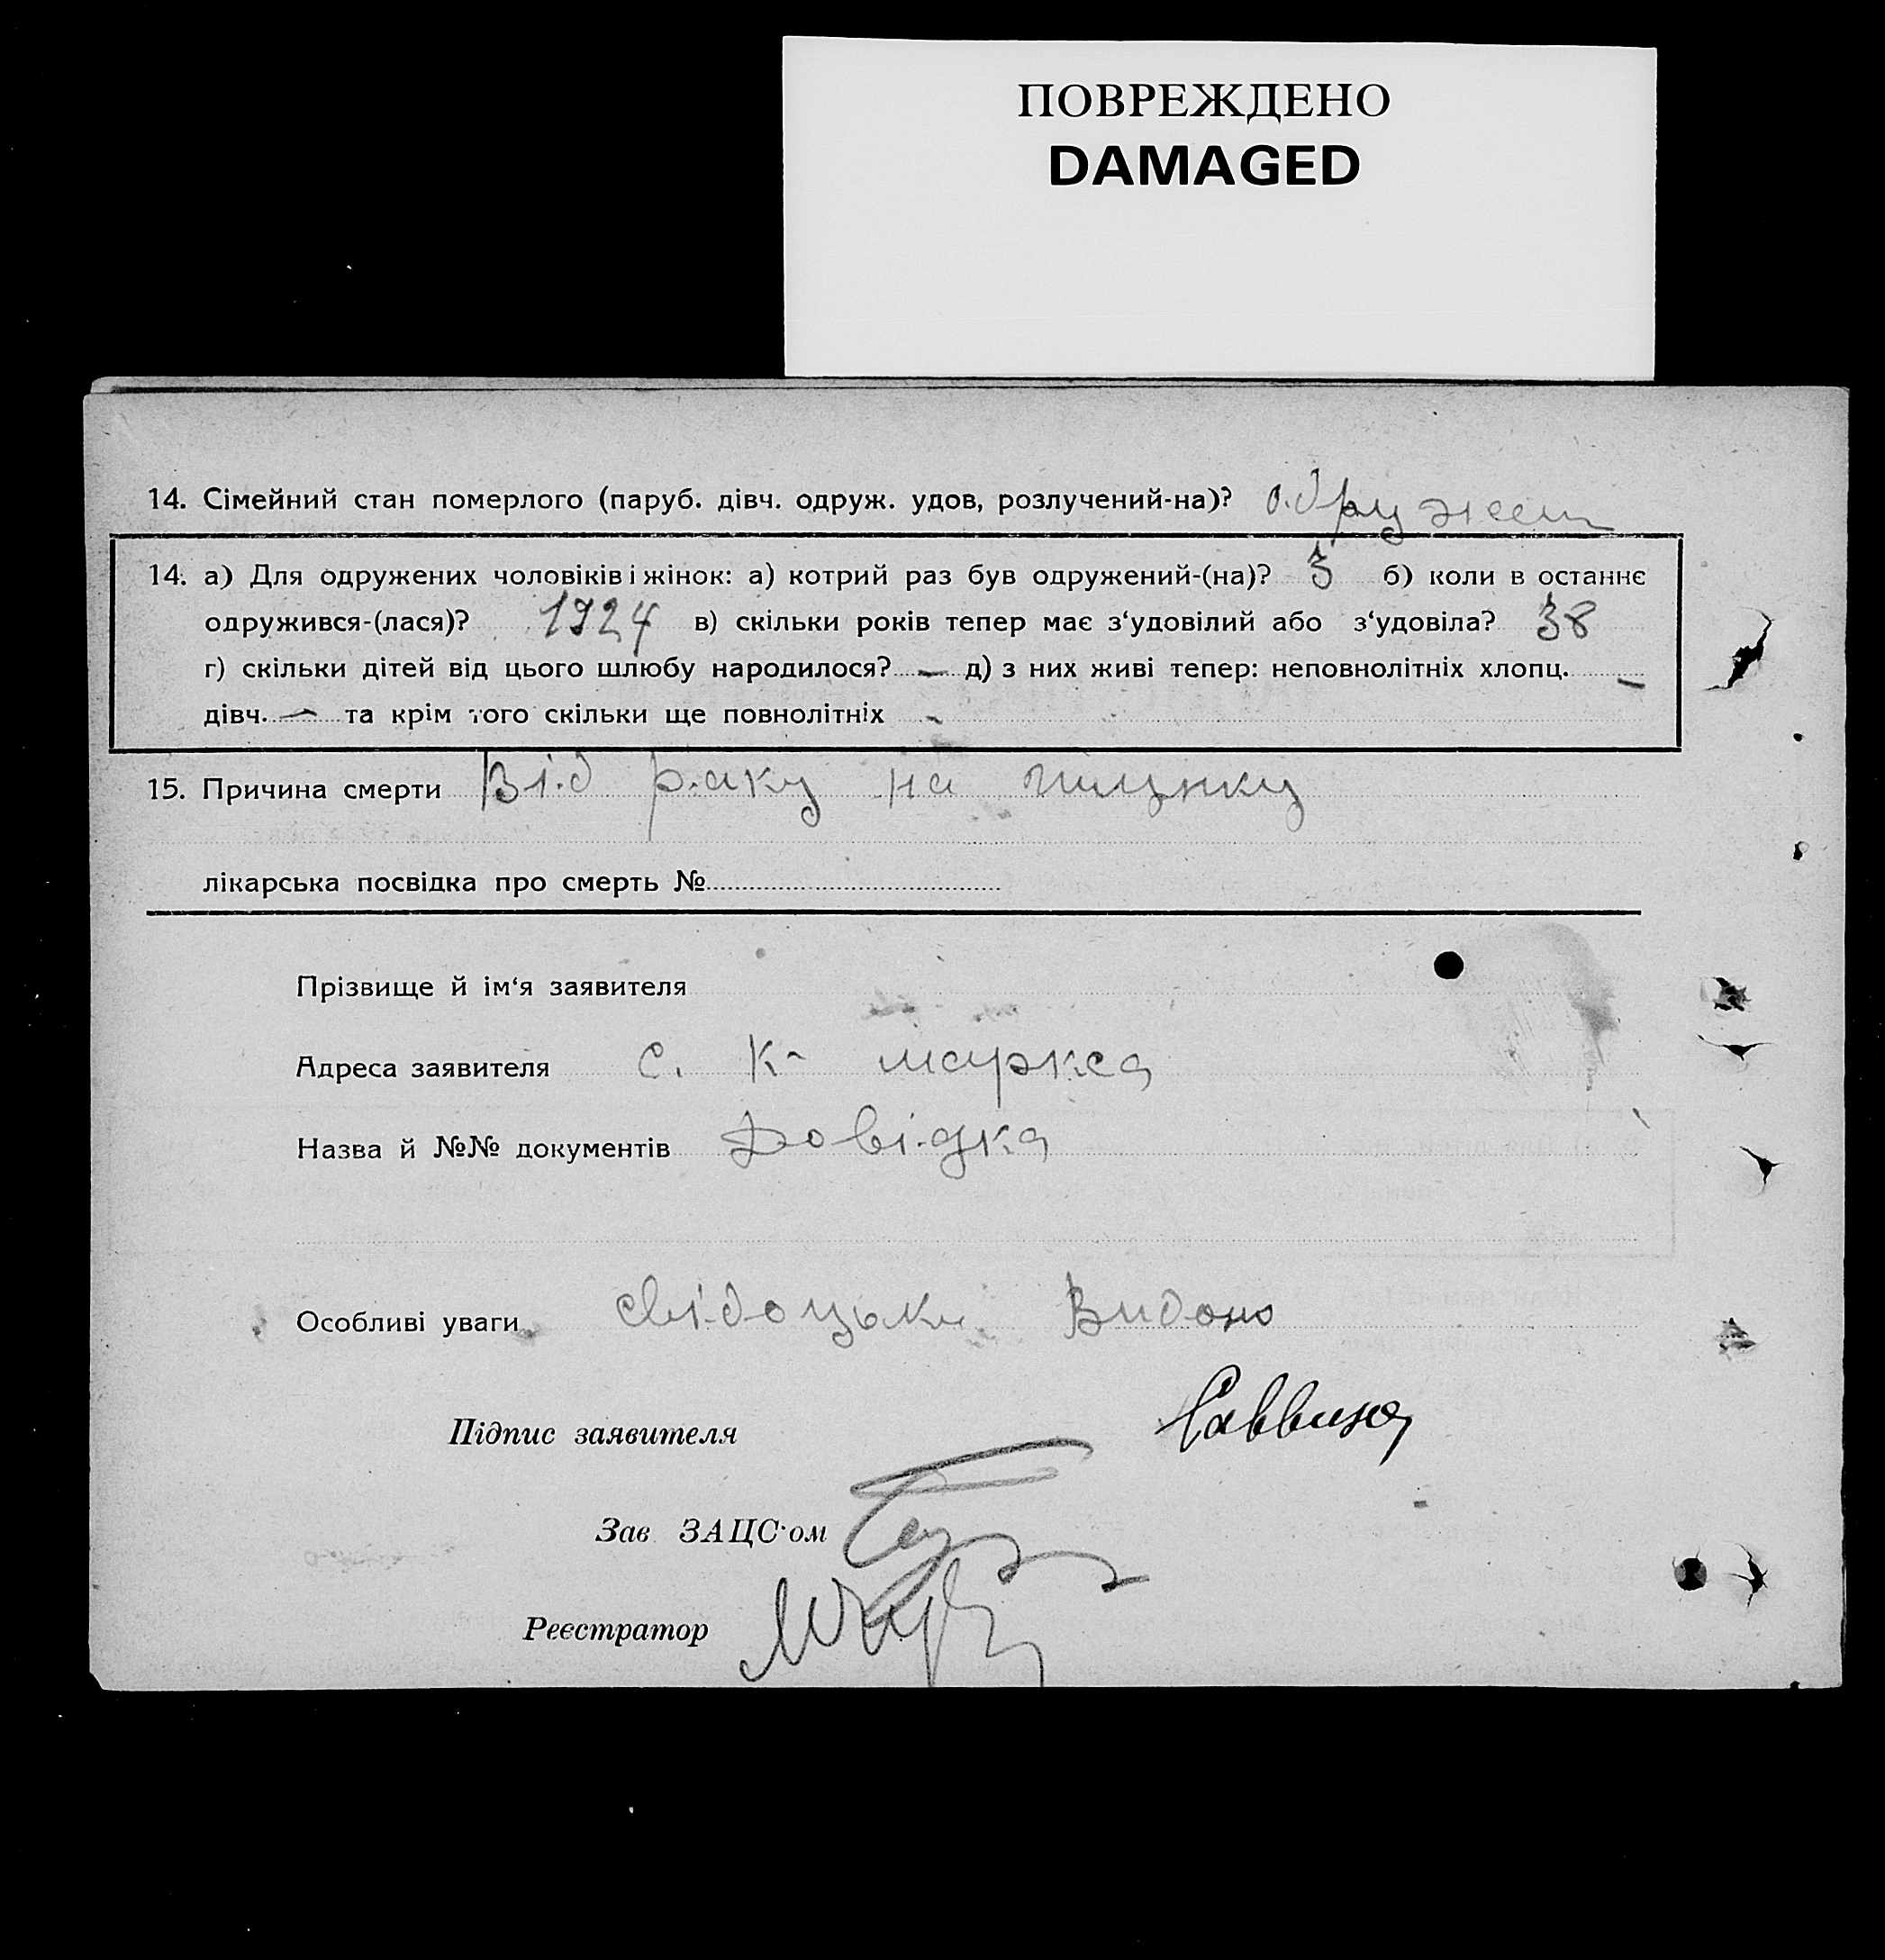 ПОВРЕЖДЕНО
DAMAGED
14. Сімейний стан померлого (паруб. дівч. одруж. удов, розлучений-на)? одружен
14. а) Для одружених чоловіків і жінок: а) котрий раз був одружений-(на)? 3 б) коли в останнє
одружився-(лася)? 1924 в) скільки років тепер має з‘удовілий або з‘удовіла? 38
г) скільки дітей від цього шлюбу народилося? — д) з них живі тепер: неповнолітніх хлопц. —
дівч. — та крім того скільки ще повнолітніх -
15. Причина смерти Від раку на
лікарська посвідка про смерть №
Прізвище й ім‘я заявителя
Адреса заявителя с. К- маркса
Назва й №№ документів Довідка
Особливі уваги Видоно
Підпис заявителя Саввина
Зав ЗАЦС‘ом
Реєстратор